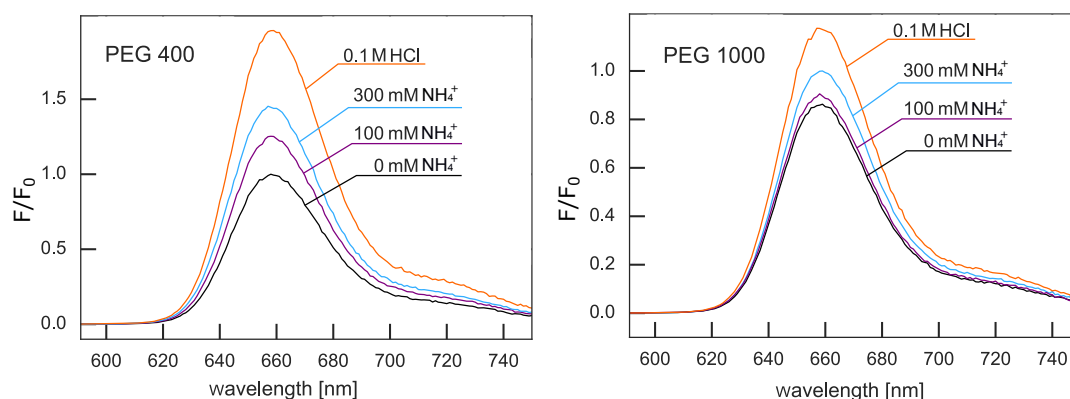 PEG 400
0.1 M HCl
300 mM NH₄⁺
100 mM NH₄⁺
0 mM NH₄⁺
F/F₀
1.5
1.0
0.5
0.0
600 620 640 660 680 700 720 740
wavelength [nm]
PEG 1000
0.1 M HCl
300 mM NH₄⁺
100 mM NH₄⁺
0 mM NH₄⁺
F/F₀
1.0
0.8
0.6
0.4
0.2
0.0
600 620 640 660 680 700 720 740
wavelength [nm]